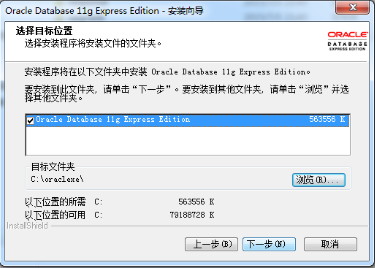 Oracle Database 11g Express Edition - 安装向导
选择目标位置
选择安装程序将安装文件的文件夹。
ORACLE
DATABASE
EXPRESS EDITION
安装程序将在以下文件夹中安装 Oracle Database 11g Express Edition。
要安装到此文件夹，请单击“下一步”。要安装到其他文件夹，请单击“浏览”并选择其他文件夹。
Oracle Database 11g Express Edition 563556 K
目标文件夹
C:\oraclexe\
浏览(R)...
以下位置的所需 C: 563556 K
以下位置的可用 C: 79188728 K
InstallShield
上一步(B) 下一步(N) 取消